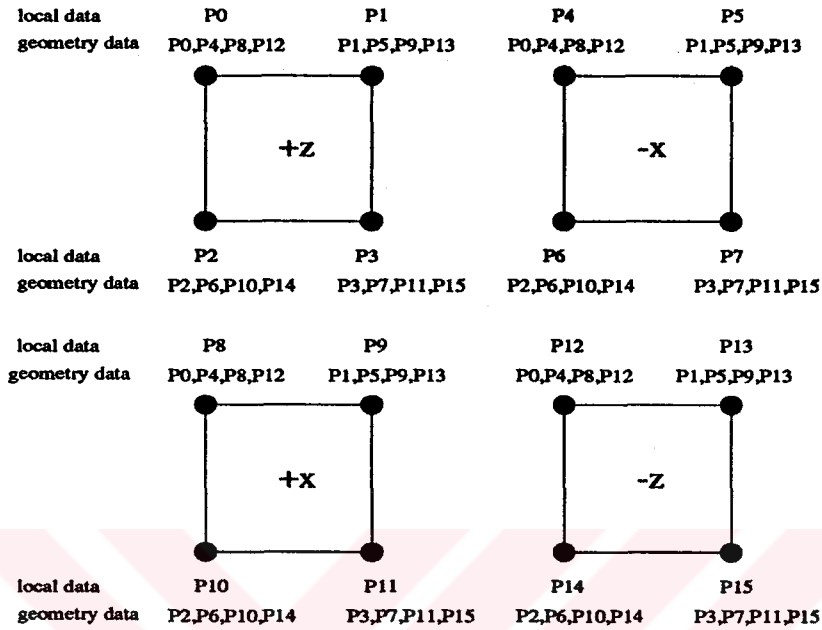 local data P0 P1 P4 P5
geometry data P0,P4,P8,P12 P1,P5,P9,P13 P0,P4,P8,P12 P1,P5,P9,P13
+z -x
local data P2 P3 P6 P7
geometry data P2,P6,P10,P14 P3,P7,P11,P15 P2,P6,P10,P14 P3,P7,P11,P15
local data P8 P9 P12 P13
geometry data P0,P4,P8,P12 P1,P5,P9,P13 P0,P4,P8,P12 P1,P5,P9,P13
+x -z
local data P10 P11 P14 P15
geometry data P2,P6,P10,P14 P3,P7,P11,P15 P2,P6,P10,P14 P3,P7,P11,P15